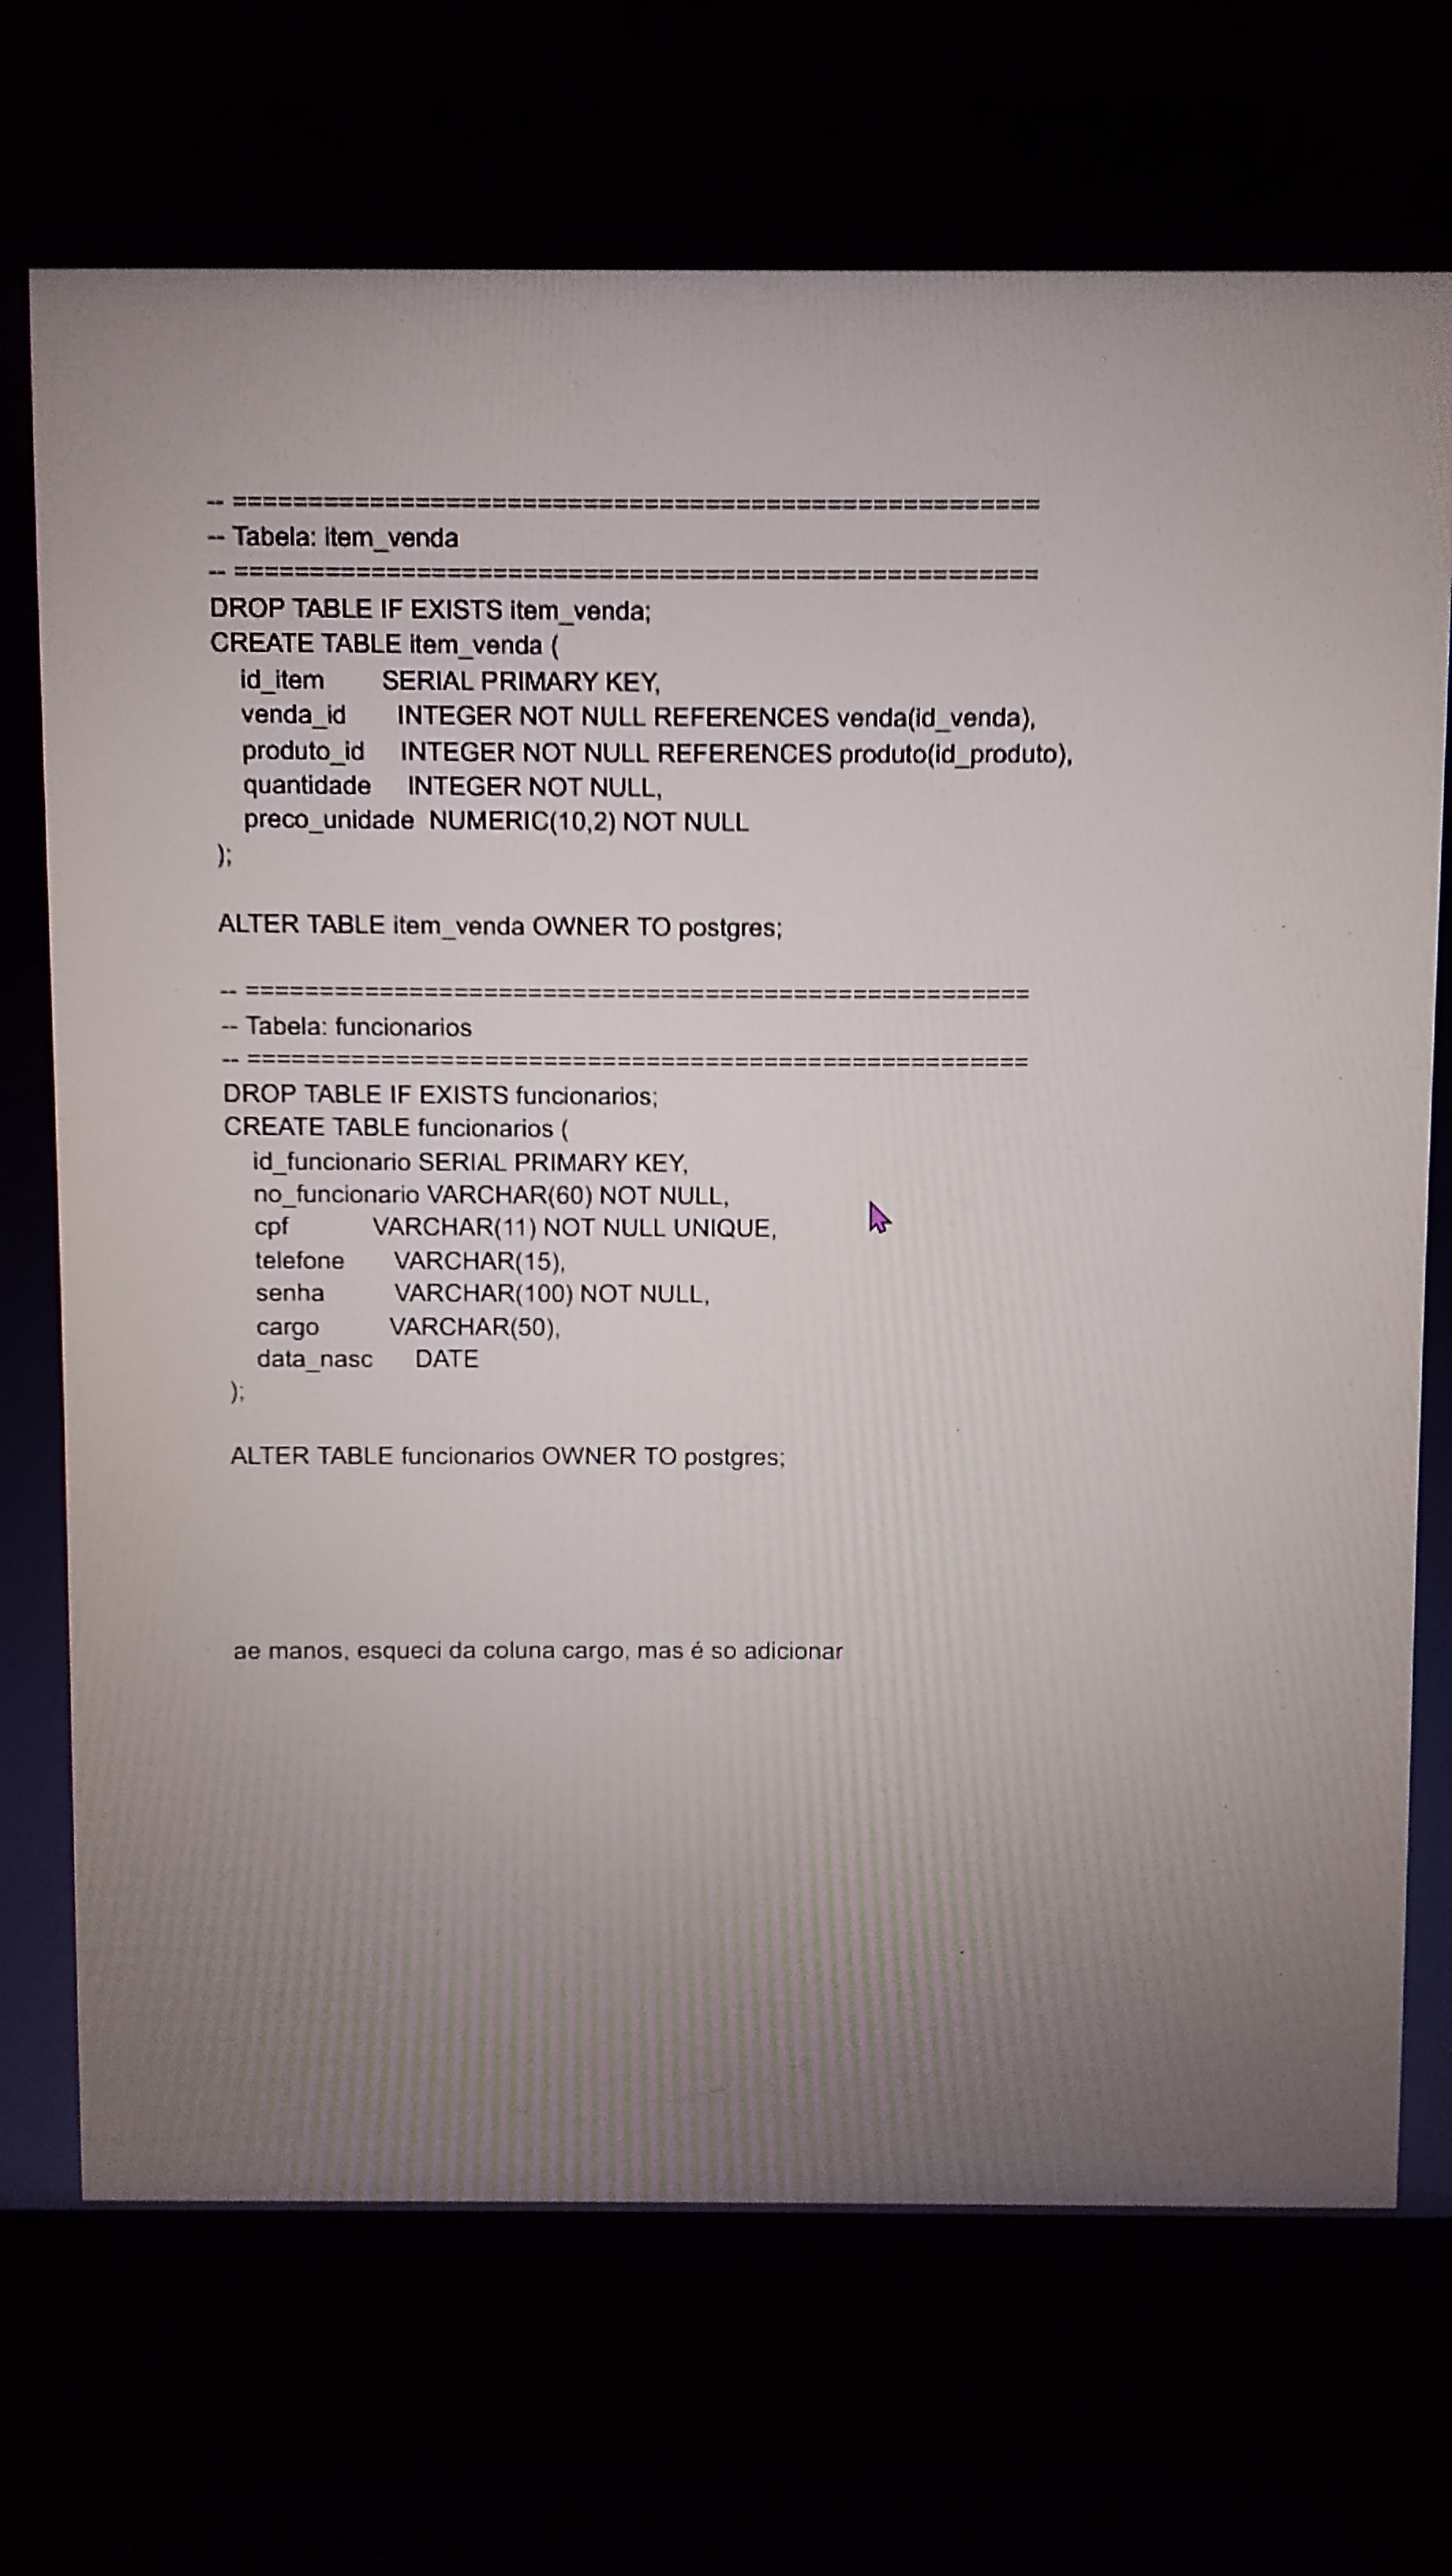 -- ======================================================
-- Tabela: item_venda
-- ======================================================
DROP TABLE IF EXISTS item_venda;
CREATE TABLE item_venda (
id_item SERIAL PRIMARY KEY,
venda_id INTEGER NOT NULL REFERENCES venda(id_venda),
produto_id INTEGER NOT NULL REFERENCES produto(id_produto),
quantidade INTEGER NOT NULL,
preco_unidade NUMERIC(10,2) NOT NULL
);
ALTER TABLE item_venda OWNER TO postgres;
-- ======================================================
-- Tabela: funcionarios
-- ======================================================
DROP TABLE IF EXISTS funcionarios;
CREATE TABLE funcionarios (
id_funcionario SERIAL PRIMARY KEY,
no_funcionario VARCHAR(60) NOT NULL,
cpf VARCHAR(11) NOT NULL UNIQUE,
telefone VARCHAR(15),
senha VARCHAR(100) NOT NULL,
cargo VARCHAR(50),
data_nasc DATE
);
ALTER TABLE funcionarios OWNER TO postgres;
ae manos, esqueci da coluna cargo, mas é so adicionar